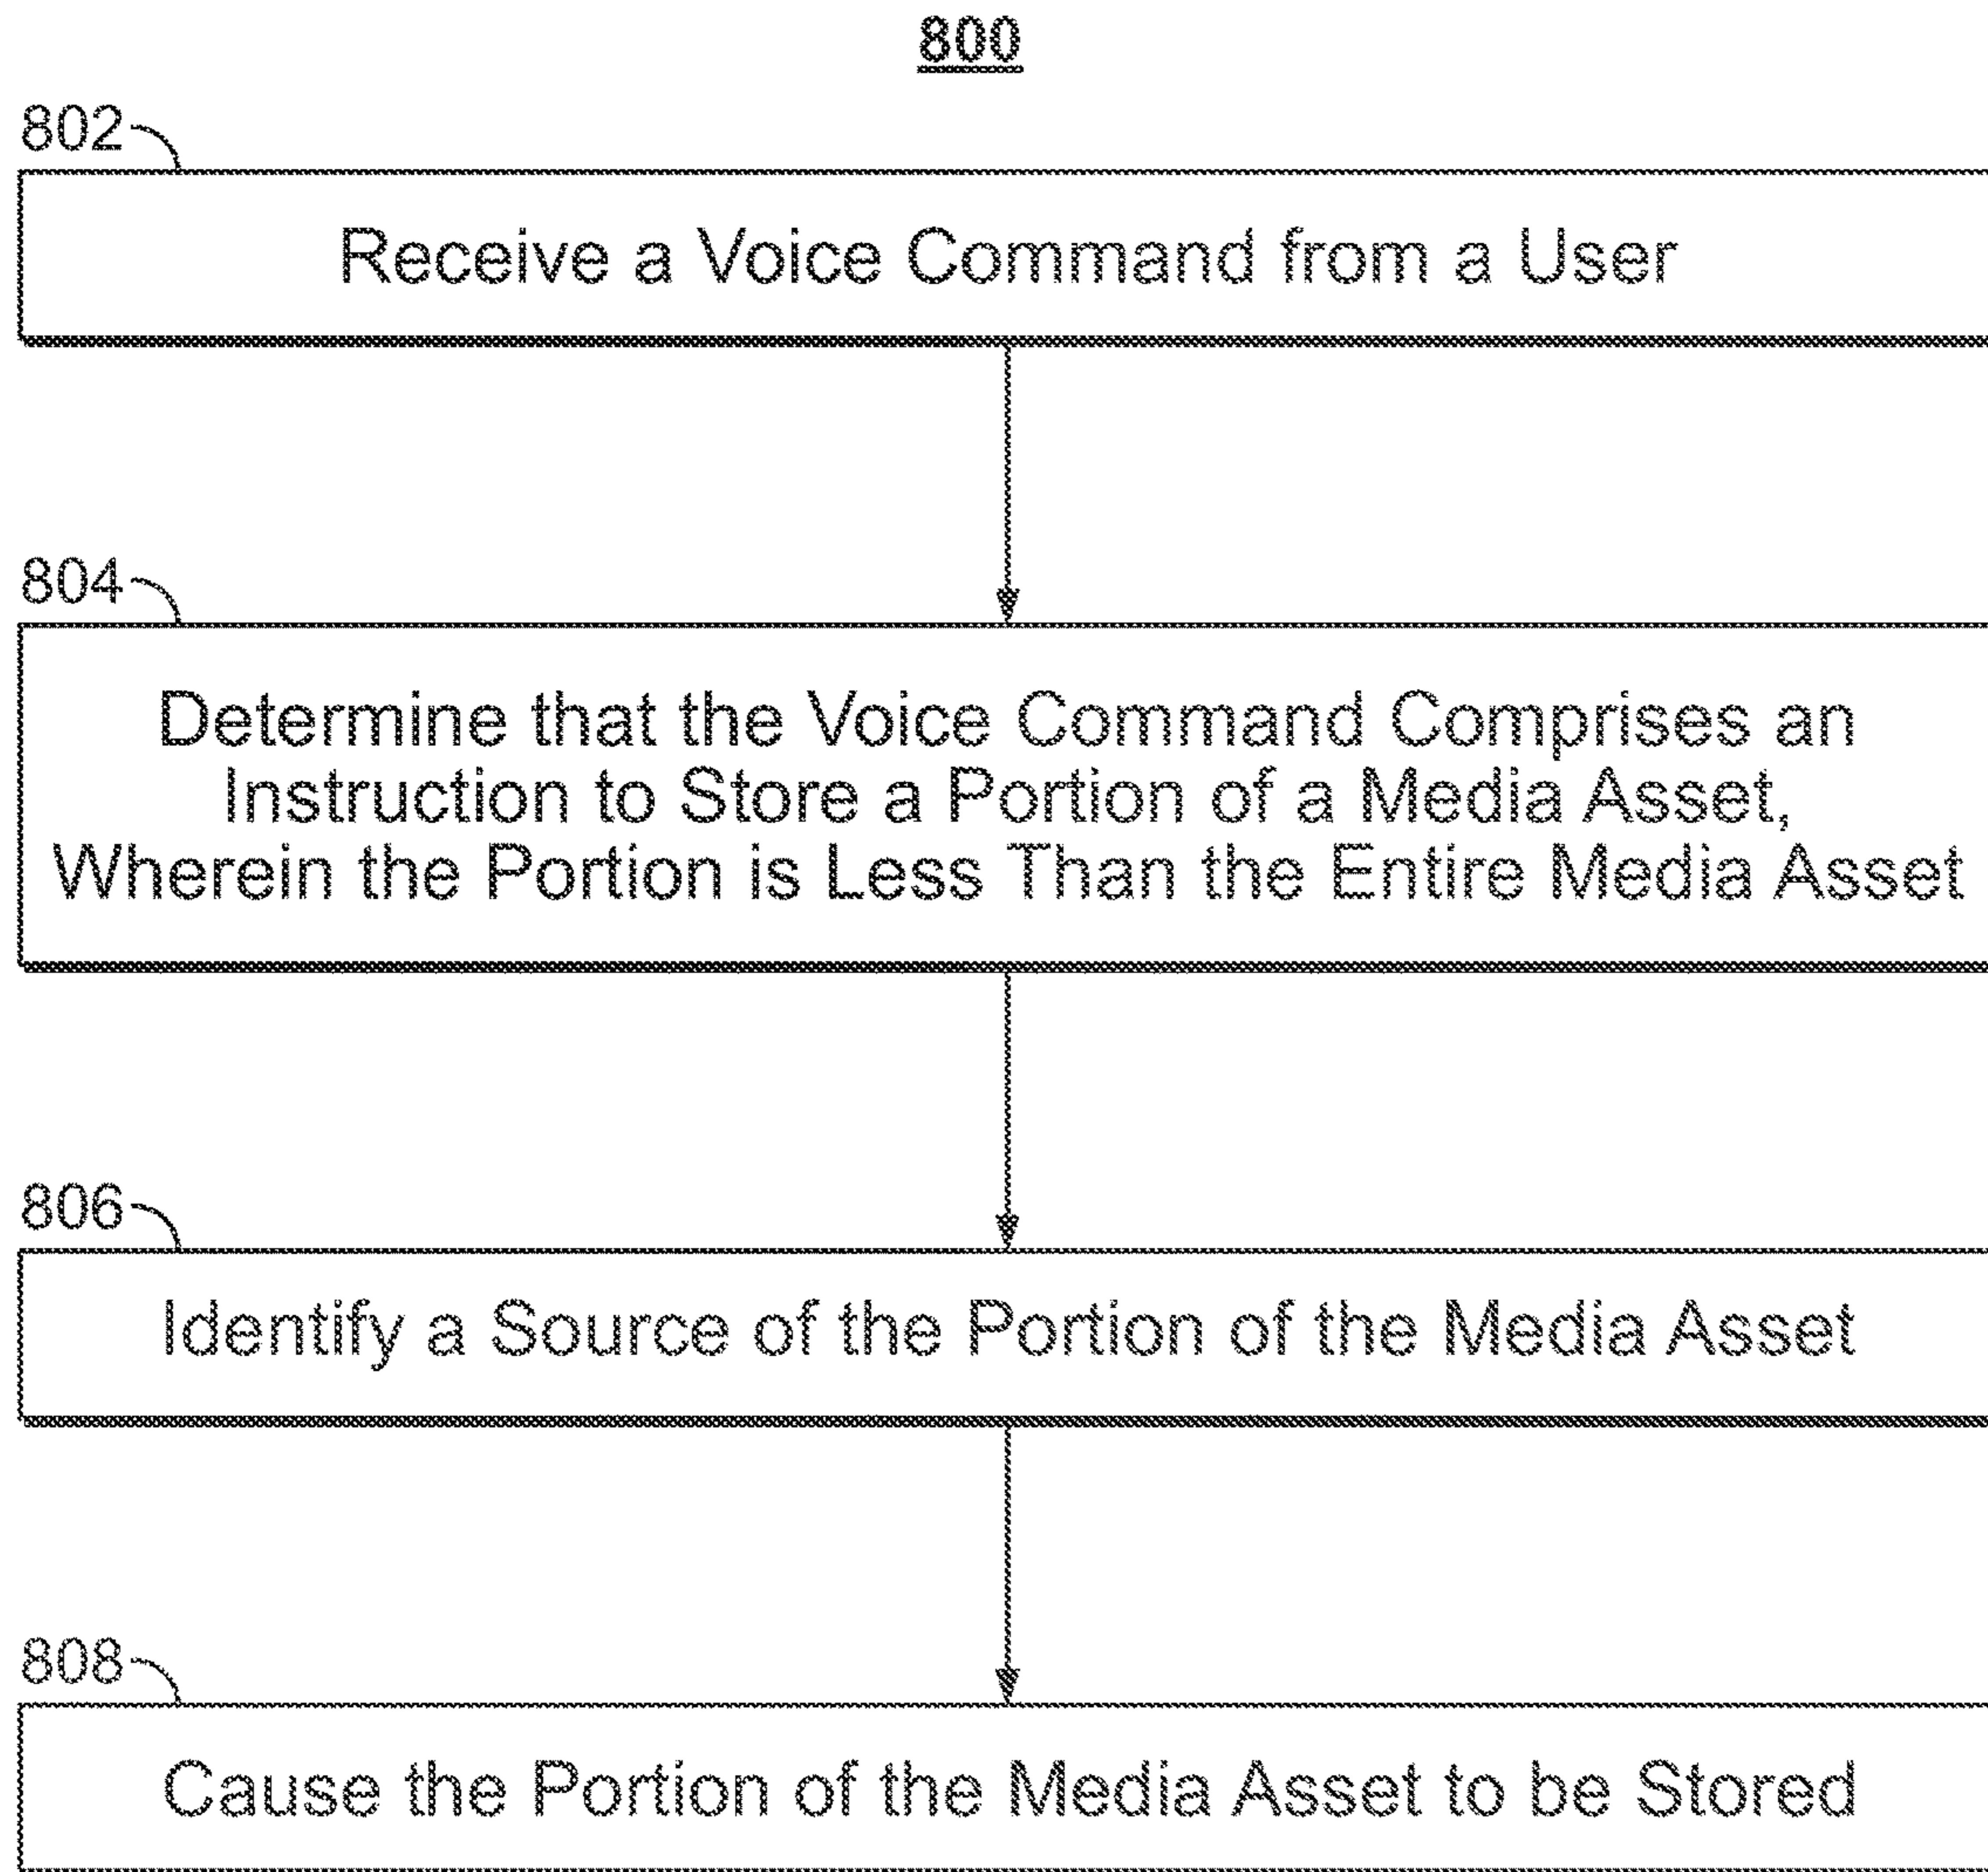 800
802
Receive a Voice Command from a User
804
Determine that the Voice Command Comprises an
Instruction to Store a Portion of a Media Asset,
Wherein the Portion is Less Than the Entire Media Asset
806
Identify a Source of the Portion of the Media Asset
808
Cause the Portion of the Media Asset to be Stored